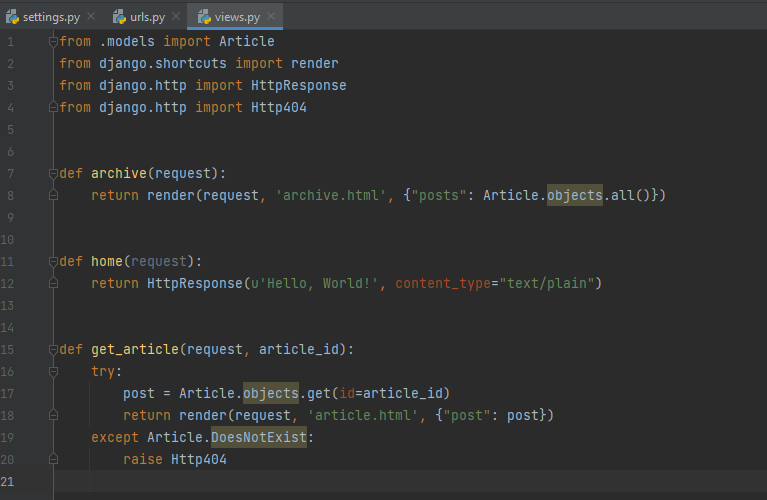 settings.py urls.py views.py
1 from .models import Article
2 from django.shortcuts import render
3 from django.http import HttpResponse
4 from django.http import Http404
5
6
7 def archive(request):
8     return render(request, 'archive.html', {"posts": Article.objects.all()})
9
10
11 def home(request):
12     return HttpResponse(u'Hello, World!', content_type="text/plain")
13
14
15 def get_article(request, article_id):
16     try:
17         post = Article.objects.get(id=article_id)
18         return render(request, 'article.html', {"post": post})
19     except Article.DoesNotExist:
20         raise Http404
21